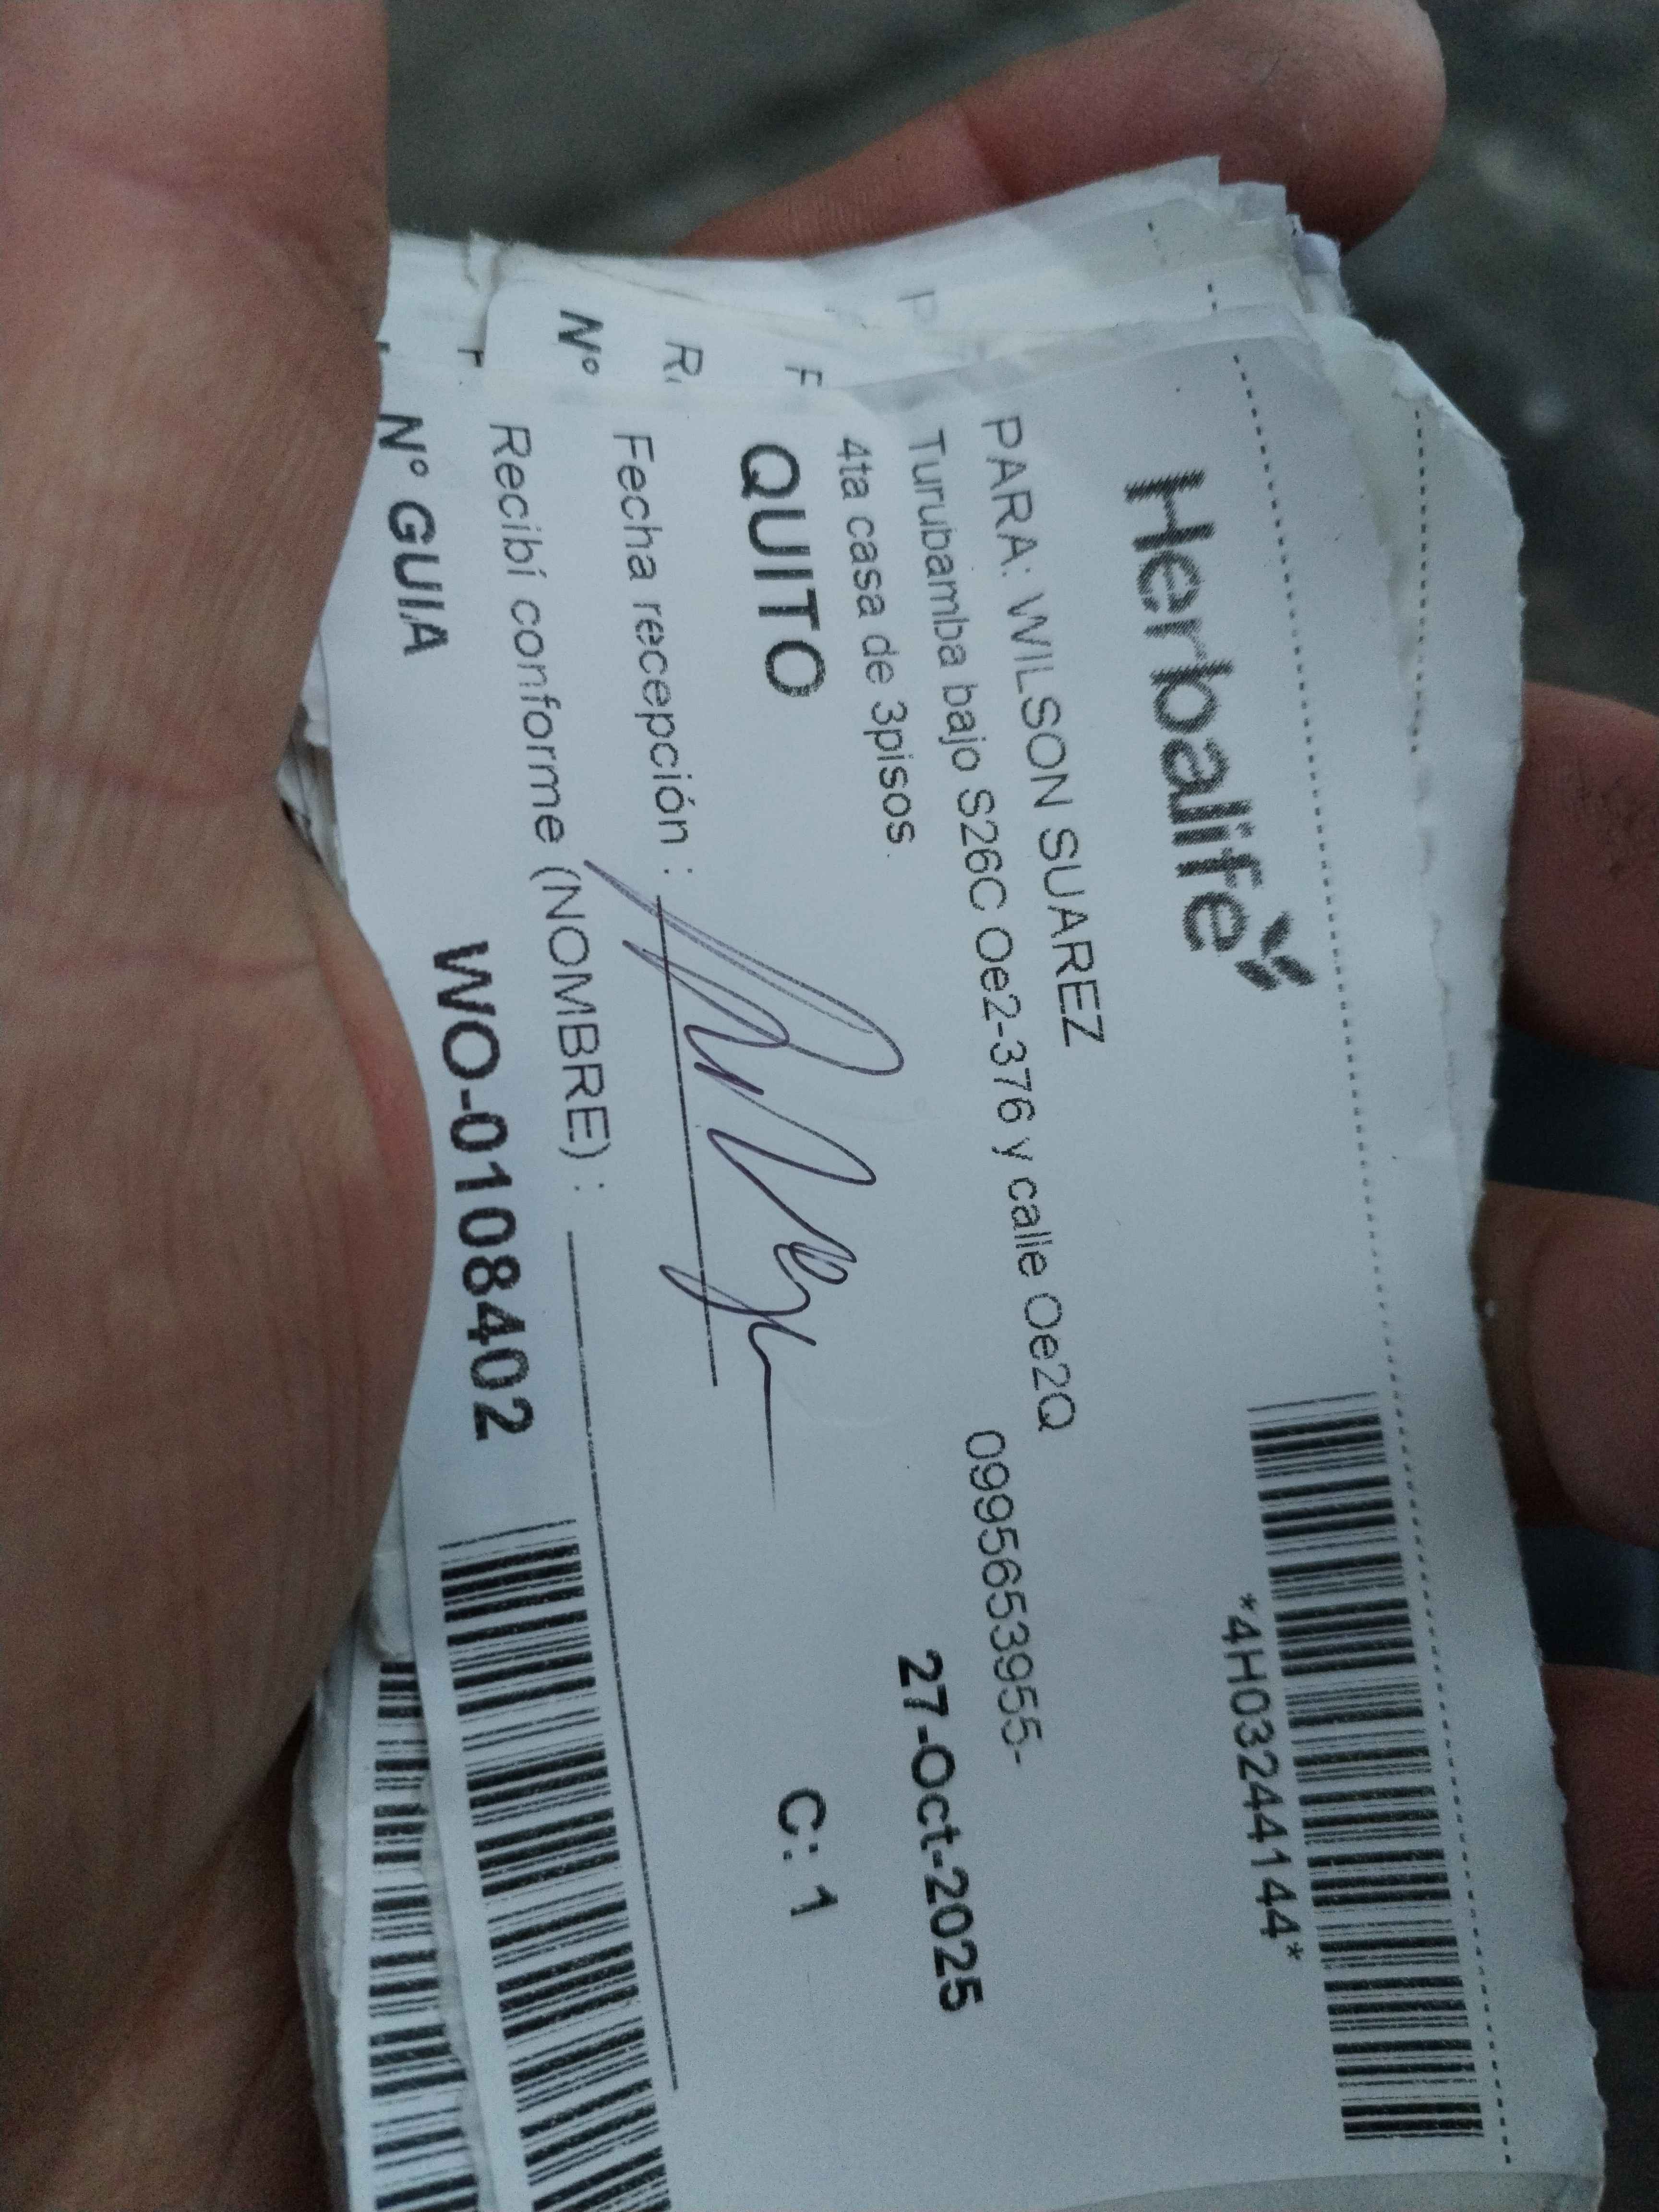 Herbalife
*4H03244144*
PARA: WILSON SUAREZ
Turubamba bajo S26C Oe2-376 y calle Oe2Q
0995653955-
4ta casa de 3pisos
27-Oct-2025
QUITO
C: 1
Fecha recepción :
Recibí conforme (NOMBRE) :
N° GUIA
WO-0108402
P
F
R
N°